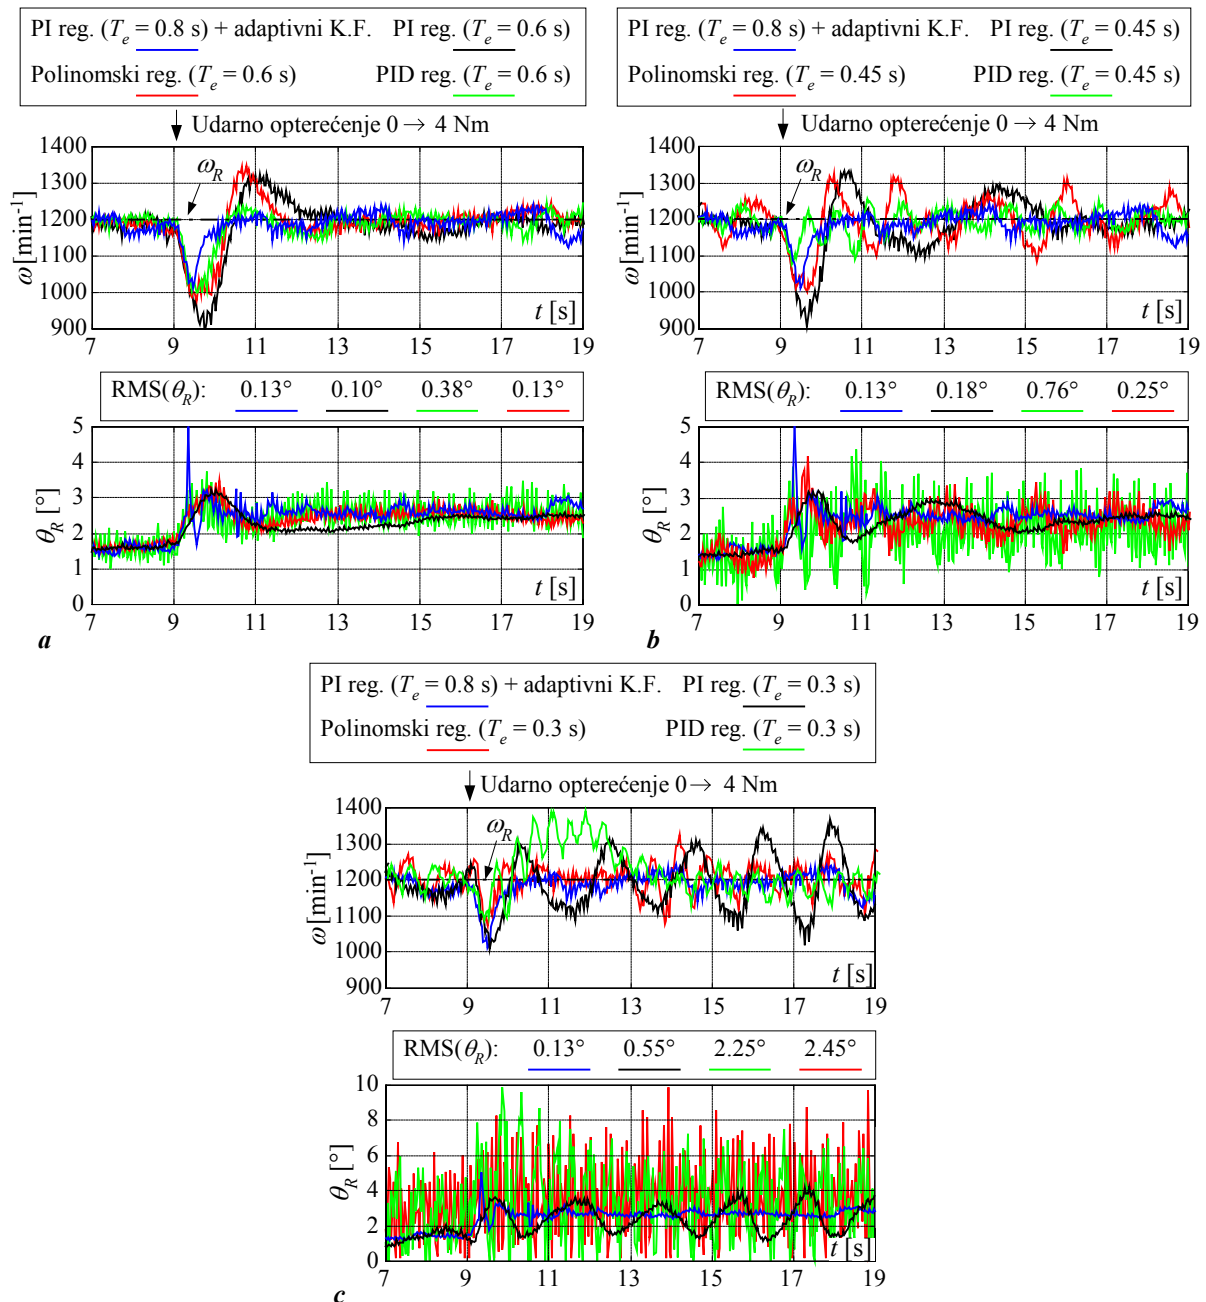 PI reg. (Te = 0.8 s) + adaptivni K.F. PI reg. (Te = 0.6 s)
Polinomski reg. (Te = 0.6 s) PID reg. (Te = 0.6 s)
Udarno opterećenje 0 → 4 Nm
1400
1300
1200
1100
1000
900
ω [min-1]
ωR
t [s]
7 9 11 13 15 17 19
RMS(θR): 0.13° 0.10° 0.38° 0.13°
5
4
3
2
1
0
θR [°]
t [s]
7 9 11 13 15 17 19
a
PI reg. (Te = 0.8 s) + adaptivni K.F. PI reg. (Te = 0.45 s)
Polinomski reg. (Te = 0.45 s) PID reg. (Te = 0.45 s)
Udarno opterećenje 0 → 4 Nm
1400
1300
1200
1100
1000
900
ω [min-1]
ωR
t [s]
7 9 11 13 15 17 19
RMS(θR): 0.13° 0.18° 0.76° 0.25°
5
4
3
2
1
0
θR [°]
t [s]
7 9 11 13 15 17 19
b
PI reg. (Te = 0.8 s) + adaptivni K.F. PI reg. (Te = 0.3 s)
Polinomski reg. (Te = 0.3 s) PID reg. (Te = 0.3 s)
Udarno opterećenje 0 → 4 Nm
1400
1300
1200
1100
1000
900
ω [min-1]
ωR
t [s]
7 9 11 13 15 17 19
RMS(θR): 0.13° 0.55° 2.25° 2.45°
10
8
6
4
2
0
θR [°]
t [s]
7 9 11 13 15 17 19
c